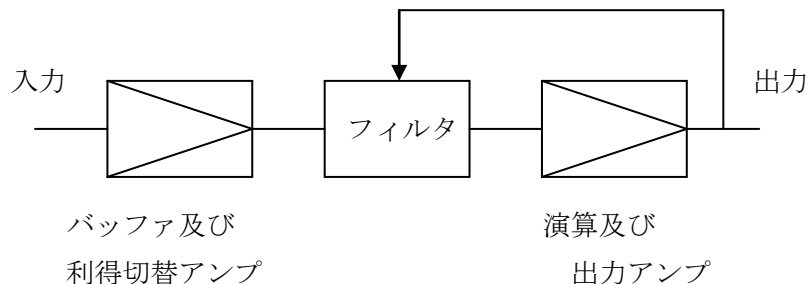 入力
出力
フィルタ
バッファ及び
利得切替アンプ
演算及び
出力アンプ